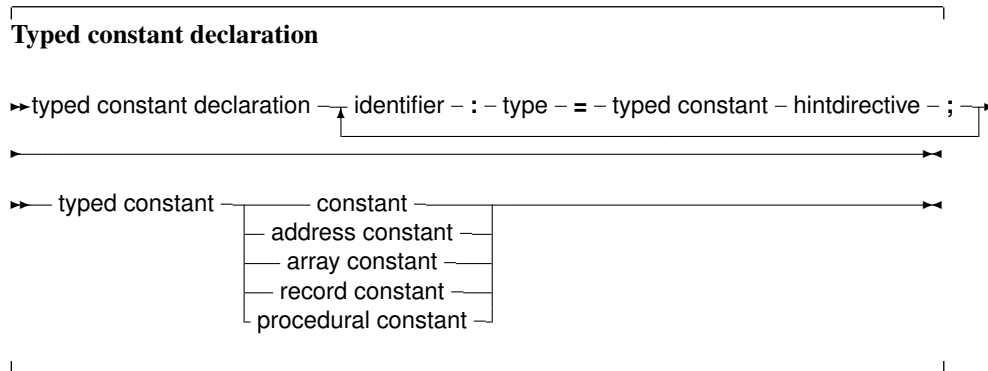 Typed constant declaration
typed constant declaration identifier : type = typed constant hintdirective ;
typed constant constant
address constant
array constant
record constant
procedural constant